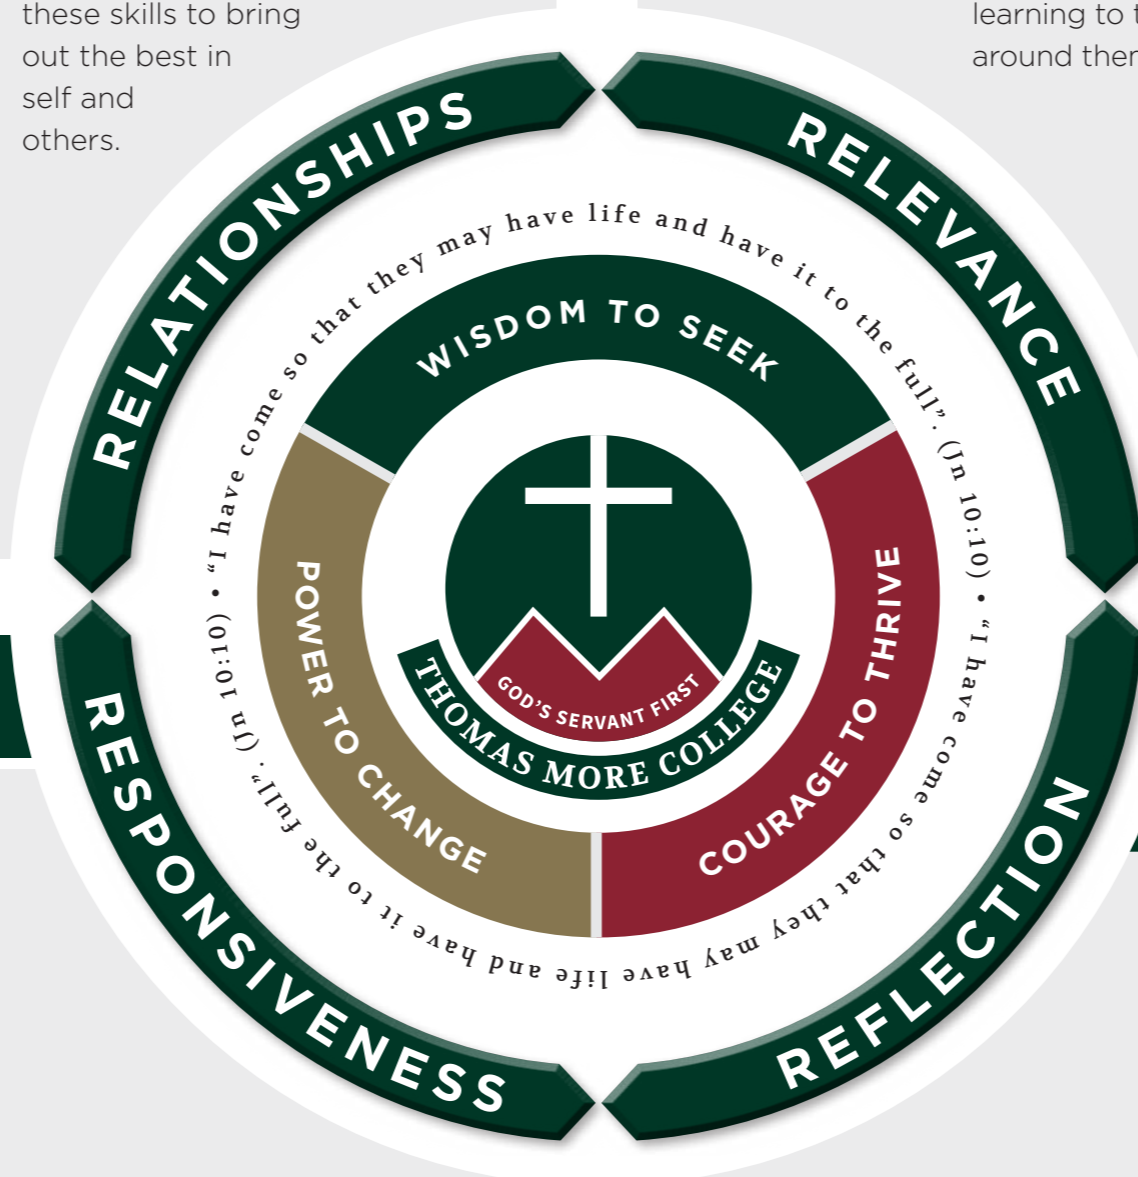 these skills to bring
out the best in
self and
others.
learning to t
around ther
RELATIONSHIPS
RELEVANCE
• “I have come so that they may have life and have it to the full”. (Jn 10:10) • “I have come so that they may have life and have it to the full”. (Jn 10:10)
WISDOM TO SEEK
POWER TO CHANGE
COURAGE TO THRIVE
GOD’S SERVANT FIRST
THOMAS MORE COLLEGE
RESPONSIVENESS
REFLECTION